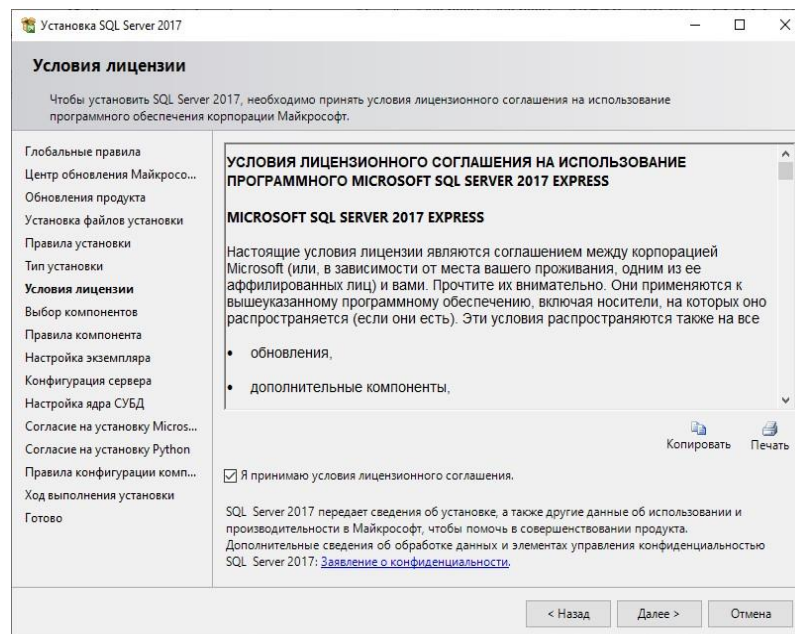 Установка SQL Server 2017
Условия лицензии
Чтобы установить SQL Server 2017, необходимо принять условия лицензионного соглашения на использование
программного обеспечения корпорации Майкрософт.
Глобальные правила
Центр обновления Майкросо...
Обновления продукта
Установка файлов установки
Правила установки
Тип установки
Условия лицензии
Выбор компонентов
Правила компонента
Настройка экземпляра
Конфигурация сервера
Настройка ядра СУБД
Согласие на установку Micros...
Согласие на установку Python
Правила конфигурации комп...
Ход выполнения установки
Готово
УСЛОВИЯ ЛИЦЕНЗИОННОГО СОГЛАШЕНИЯ НА ИСПОЛЬЗОВАНИЕ
ПРОГРАММНОГО MICROSOFT SQL SERVER 2017 EXPRESS
MICROSOFT SQL SERVER 2017 EXPRESS
Настоящие условия лицензии являются соглашением между корпорацией
Microsoft (или, в зависимости от места вашего проживания, одним из ее
аффилированных лиц) и вами. Прочтите их внимательно. Они применяются к
вышеуказанному программному обеспечению, включая носители, на которых оно
распространяется (если они есть). Эти условия распространяются также на все
• обновления,
• дополнительные компоненты,
Копировать Печать
Я принимаю условия лицензионного соглашения.
SQL Server 2017 передает сведения об установке, а также другие данные об использовании и
производительности в Майкрософт, чтобы помочь в совершенствовании продукта.
Дополнительные сведения об обработке данных и элементах управления конфиденциальностью
SQL Server 2017: Заявление о конфиденциальности.
< Назад Далее > Отмена